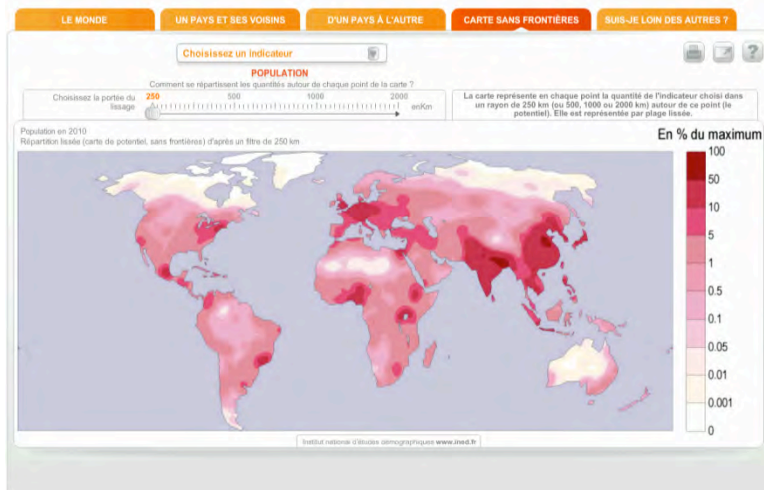 LE MONDE
UN PAYS ET SES VOISINS
D'UN PAYS À L'AUTRE
CARTE SANS FRONTIÈRES
SUIS-JE LOIN DES AUTRES ?
Choisissez un indicateur
?
POPULATION
Comment se répartissent les quantités autour de chaque point de la carte ?
Choisissez la portée du
lissage
250
500
1000
2000
enKm
La carte représente en chaque point la quantité de l'indicateur choisi dans
un rayon de 250 km (ou 500, 1000 ou 2000 km) autour de ce point (le
potentiel). Elle est représentée par plage lissée.
Population en 2010
Répartition lissée (carte de potentiel, sans frontières) d'après un filtre de 250 km
En % du maximum
100
50
10
5
1
0.5
0.1
0.05
0.01
0.001
0
Institut national d'études démographiques www.ined.fr